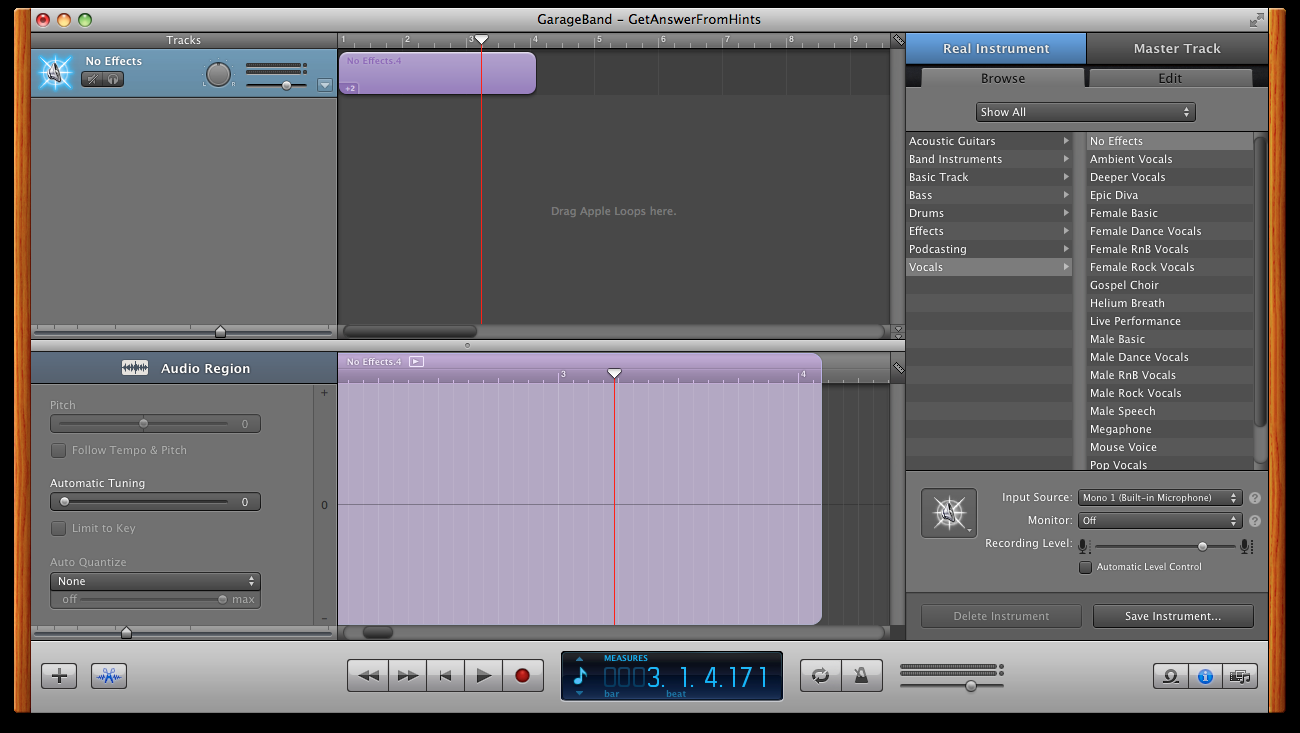 GarageBand – GetAnswerFromHints
Tracks
1 2 3 4 5 6 7 8 9
Real Instrument Master Track
No Effects
L R
No Effects.4
+2
Browse Edit
Show All
Acoustic Guitars
Band Instruments
Basic Track
Bass
Drums
Effects
Podcasting
Vocals
No Effects
Ambient Vocals
Deeper Vocals
Epic Diva
Female Basic
Female Dance Vocals
Female RnB Vocals
Female Rock Vocals
Gospel Choir
Helium Breath
Live Performance
Male Basic
Male Dance Vocals
Male RnB Vocals
Male Rock Vocals
Male Speech
Megaphone
Mouse Voice
Pop Vocals
Drag Apple Loops here.
Audio Region
No Effects.4
3 4
Pitch
0
Follow Tempo & Pitch
Automatic Tuning
0
Limit to Key
Auto Quantize
None
off max
+
0
-
Input Source: Mono 1 (Built-in Microphone) ?
Monitor: Off ?
Recording Level:
Automatic Level Control
Delete Instrument Save Instrument...
MEASURES
0003. 1. 4.171
bar beat